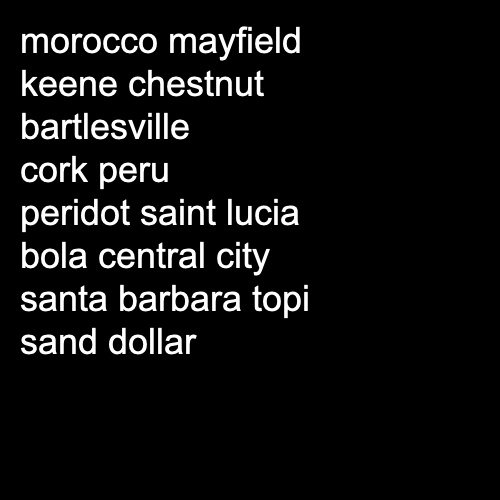 morocco mayfield
keene chestnut
bartlesville
cork peru
peridot saint lucia
bola central city
santa barbara topi
sand dollar